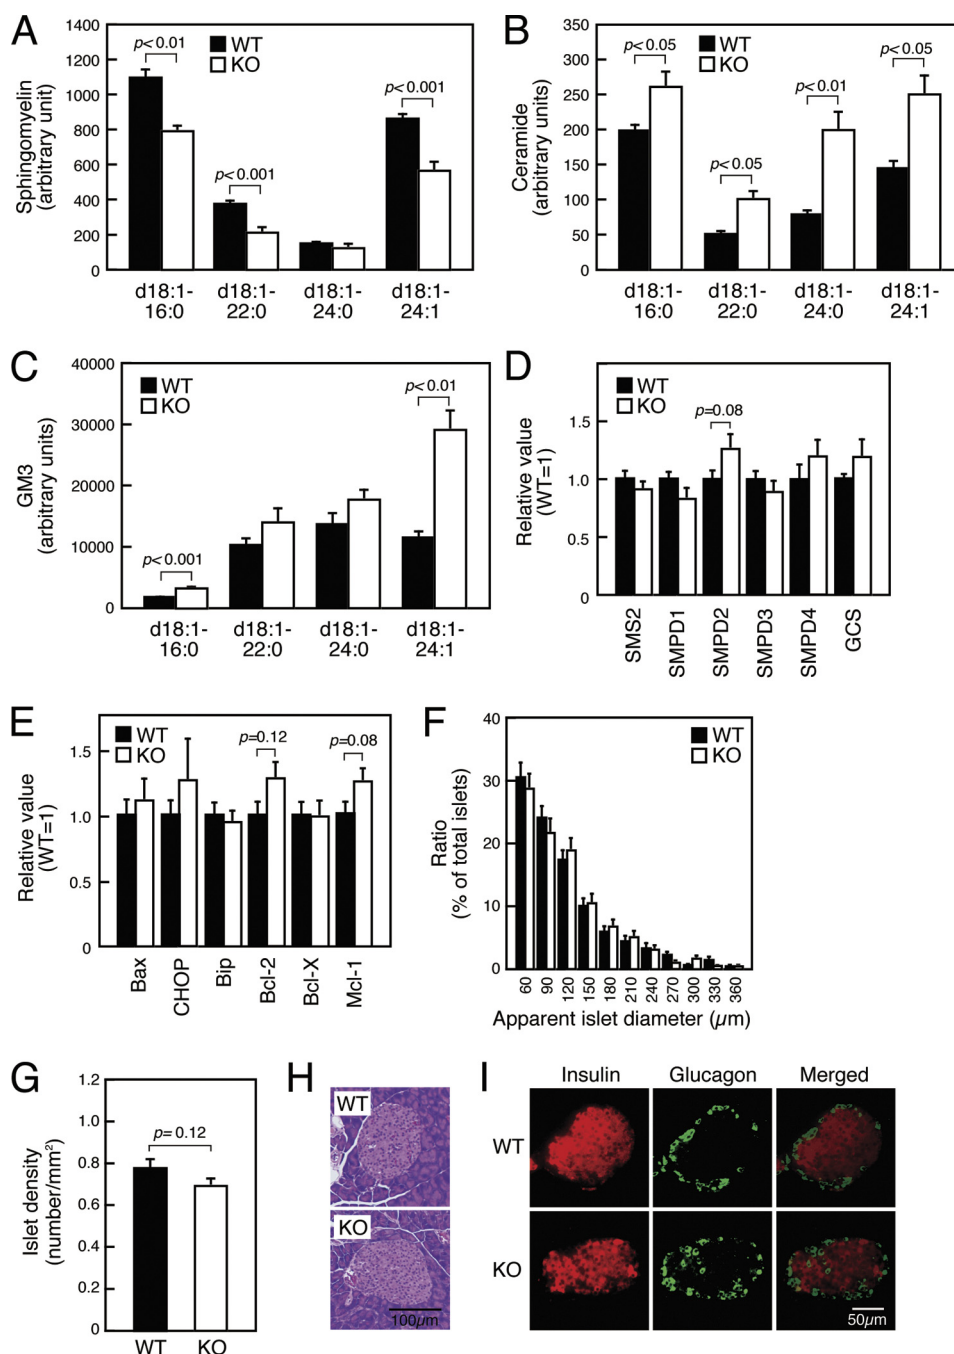 A
Sphingomyelin
(arbitrary unit)
1400
1200
1000
800
600
400
200
0
WT
KO
p<0.01
p<0.001
p<0.001
d18:1-
16:0
d18:1-
22:0
d18:1-
24:0
d18:1-
24:1
B
Ceramide
(arbitrary units)
350
300
250
200
150
100
50
0
WT
KO
p<0.05
p<0.05
p<0.01
p<0.05
d18:1-
16:0
d18:1-
22:0
d18:1-
24:0
d18:1-
24:1
C
GM3
(arbitrary units)
40000
30000
20000
10000
0
WT
KO
p<0.001
p<0.01
d18:1-
16:0
d18:1-
22:0
d18:1-
24:0
d18:1-
24:1
D
Relative value
(WT=1)
1.5
1.0
0.5
0
WT
KO
p=0.08
SMS2
SMPD1
SMPD2
SMPD3
SMPD4
GCS
E
Relative value
(WT=1)
1.5
1.0
0.5
0
WT
KO
p=0.12
p=0.08
Bax
CHOP
Bip
Bcl-2
Bcl-X
Mcl-1
F
Ratio
(% of total islets)
40
30
20
10
0
WT
KO
60
90
120
150
180
210
240
270
300
330
360
Apparent islet diameter (µm)
G
Islet density
(number/mm²)
1.2
1.0
0.8
0.6
0.4
0.2
0
p=0.12
WT
KO
H
WT
KO
100µm
I
Insulin
Glucagon
Merged
WT
KO
50µm